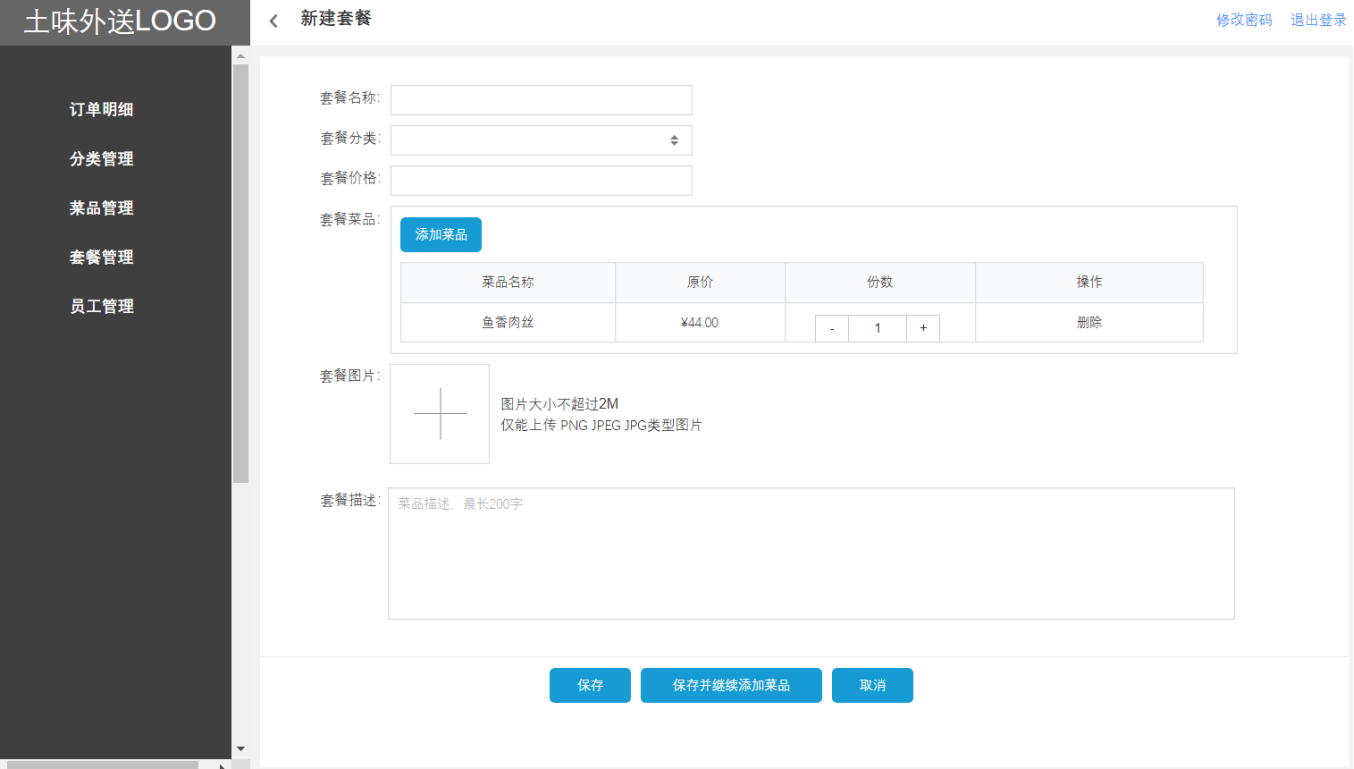 土味外送LOGO
新建套餐
修改密码 退出登录
订单明细
分类管理
菜品管理
套餐管理
员工管理
套餐名称:
套餐分类:
套餐价格:
套餐菜品:
添加菜品
菜品名称 原价 份数 操作
鱼香肉丝 ¥44.00 - 1 + 删除
套餐图片:
图片大小不超过2M
仅能上传 PNG JPEG JPG类型图片
套餐描述:
菜品描述，最长200字
保存 保存并继续添加菜品 取消